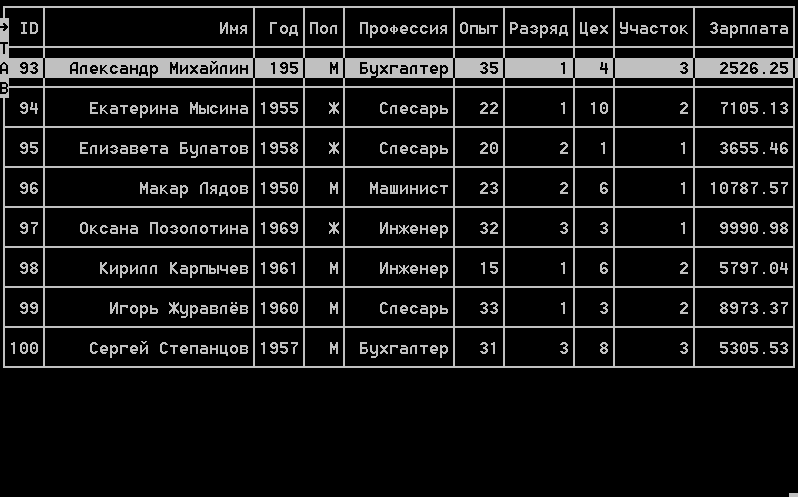 → ID Имя Год Пол Профессия Опыт Разряд Цех Участок Зарплата
T
A 93 Александр Михайлин 195 М Бухгалтер 35 1 4 3 2526.25
B
94 Екатерина Мысина 1955 Ж Слесарь 22 1 10 2 7105.13
95 Елизавета Булатов 1958 Ж Слесарь 20 2 1 1 3655.46
96 Макар Лядов 1950 М Машинист 23 2 6 1 10787.57
97 Оксана Позолотина 1969 Ж Инженер 32 3 3 1 9990.98
98 Кирилл Карпычев 1961 М Инженер 15 1 6 2 5797.04
99 Игорь Журавлёв 1960 М Слесарь 33 1 3 2 8973.37
100 Сергей Степанцов 1957 М Бухгалтер 31 3 8 3 5305.53